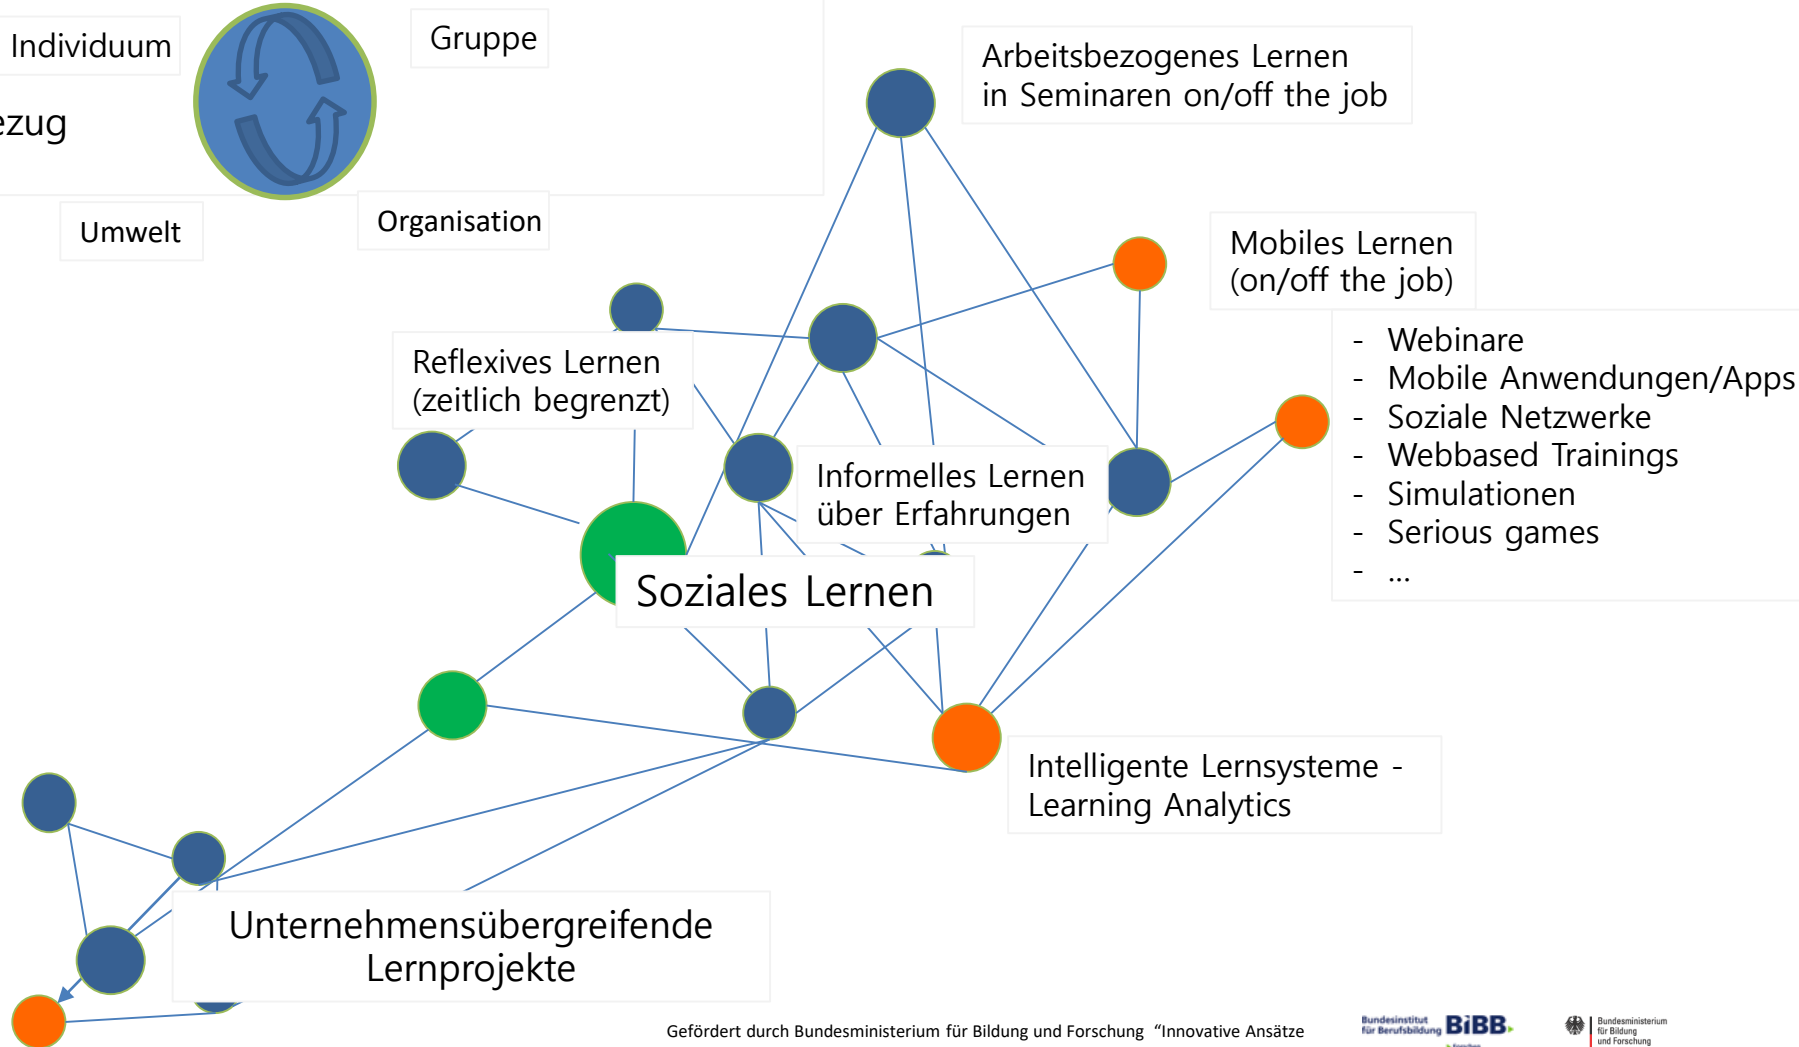 Individuum
Gruppe
ezug
Umwelt
Organisation
Arbeitsbezogenes Lernen
in Seminaren on/off the job
Mobiles Lernen
(on/off the job)
- Webinare
- Mobile Anwendungen/Apps
- Soziale Netzwerke
- Webbased Trainings
- Simulationen
- Serious games
- ...
Reflexives Lernen
(zeitlich begrenzt)
Informelles Lernen
über Erfahrungen
Soziales Lernen
Intelligente Lernsysteme -
Learning Analytics
Unternehmensübergreifende
Lernprojekte
Gefördert durch Bundesministerium für Bildung und Forschung “Innovative Ansätze
Bundesinstitut
für Berufsbildung
BiBB
Bundesministerium
für Bildung
und Forschung